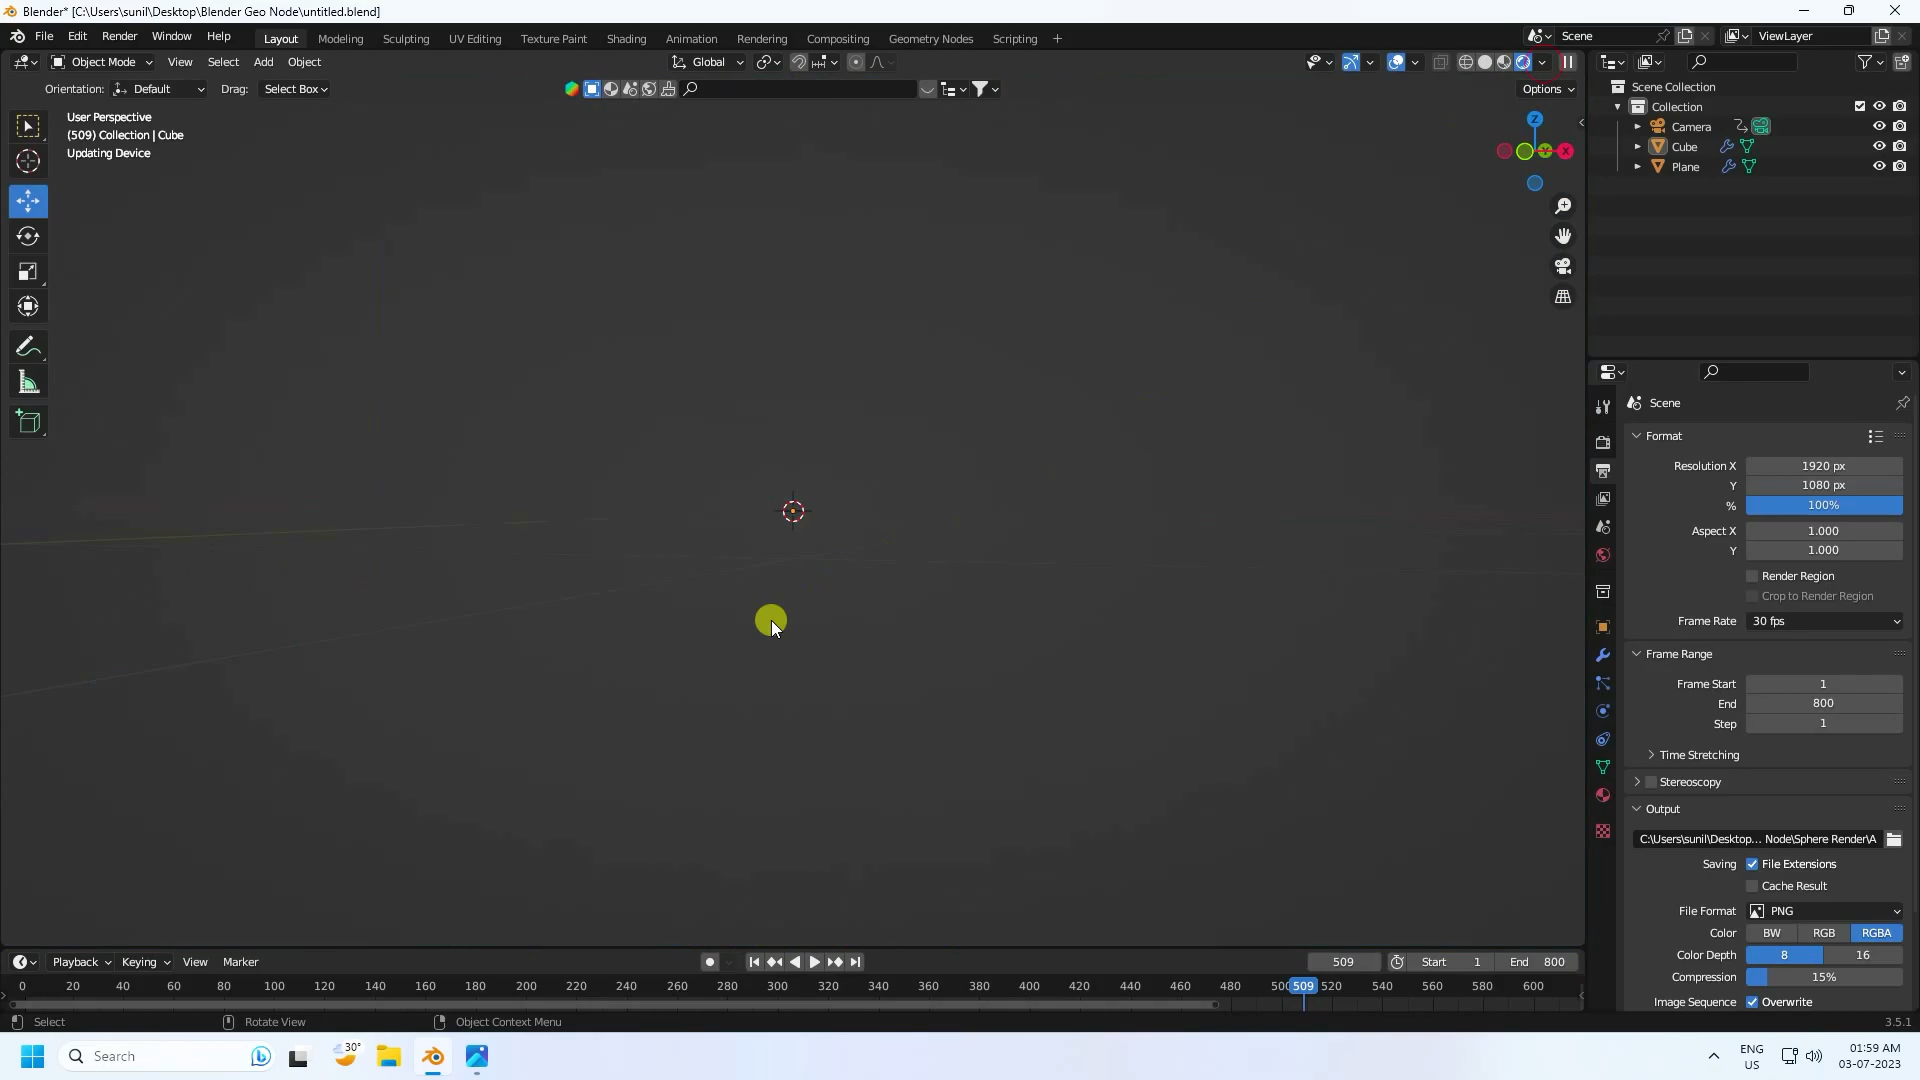 Blender* [C:\Users\sunil\Desktop\Blender Geo Node\untitled.blend]
File Edit Render Window Help Layout Modeling Sculpting UV Editing Texture Paint Shading Animation Rendering Compositing Geometry Nodes Scripting + Scene ViewLayer
Object Mode View Select Add Object Global
Orientation: Default Drag: Select Box Options
User Perspective
(509) Collection | Cube
Updating Device
Z
Y
X
Scene Collection
Collection
Camera
Cube
Plane
Scene
Format
Resolution X 1920 px
Y 1080 px
% 100%
Aspect X 1.000
Y 1.000
Render Region
Crop to Render Region
Frame Rate 30 fps
Frame Range
Frame Start 1
End 800
Step 1
Time Stretching
Stereoscopy
Output
C:\Users\sunil\Desktop... Node\Sphere Render\A
Saving File Extensions
Cache Result
File Format PNG
Color BW RGB RGBA
Color Depth 8 16
Compression 15%
Image Sequence Overwrite
Playback Keying View Marker 509 Start 1 End 800
0 20 40 60 80 100 120 140 160 180 200 220 240 260 280 300 320 340 360 380 400 420 440 460 480 500 509 520 540 560 580 600
Select Rotate View Object Context Menu 3.5.1
Search 30° ENG US 01:59 AM
03-07-2023